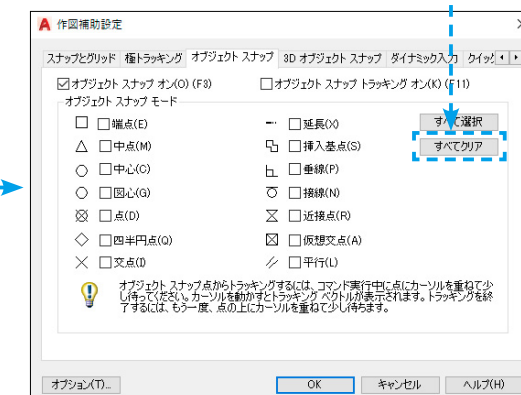 作図補助設定
スナップとグリッド 極トラッキング オブジェクト スナップ 3D オブジェクト スナップ ダイナミック入力
オブジェクト スナップ オン(O) (F3) オブジェクト スナップ トラッキング オン(K) (F11)
オブジェクト スナップ モード
端点(E) 延長(X) すべて選択
中点(M) 挿入基点(S) すべてクリア
中心(C) 垂線(P)
図心(G) 接線(N)
点(D) 近接点(R)
四半円点(Q) 仮想交点(A)
交点(I) 平行(L)
オブジェクト スナップ点からトラッキングするには、コマンド実行中に点にカーソルを重ねて少
し待ってください。カーソルを動かすとトラッキング ベクトルが表示されます。トラッキングを終
了するには、もう一度、点の上にカーソルを重ねて少し待ちます。
オプション(T)... OK キャンセル ヘルプ(H)